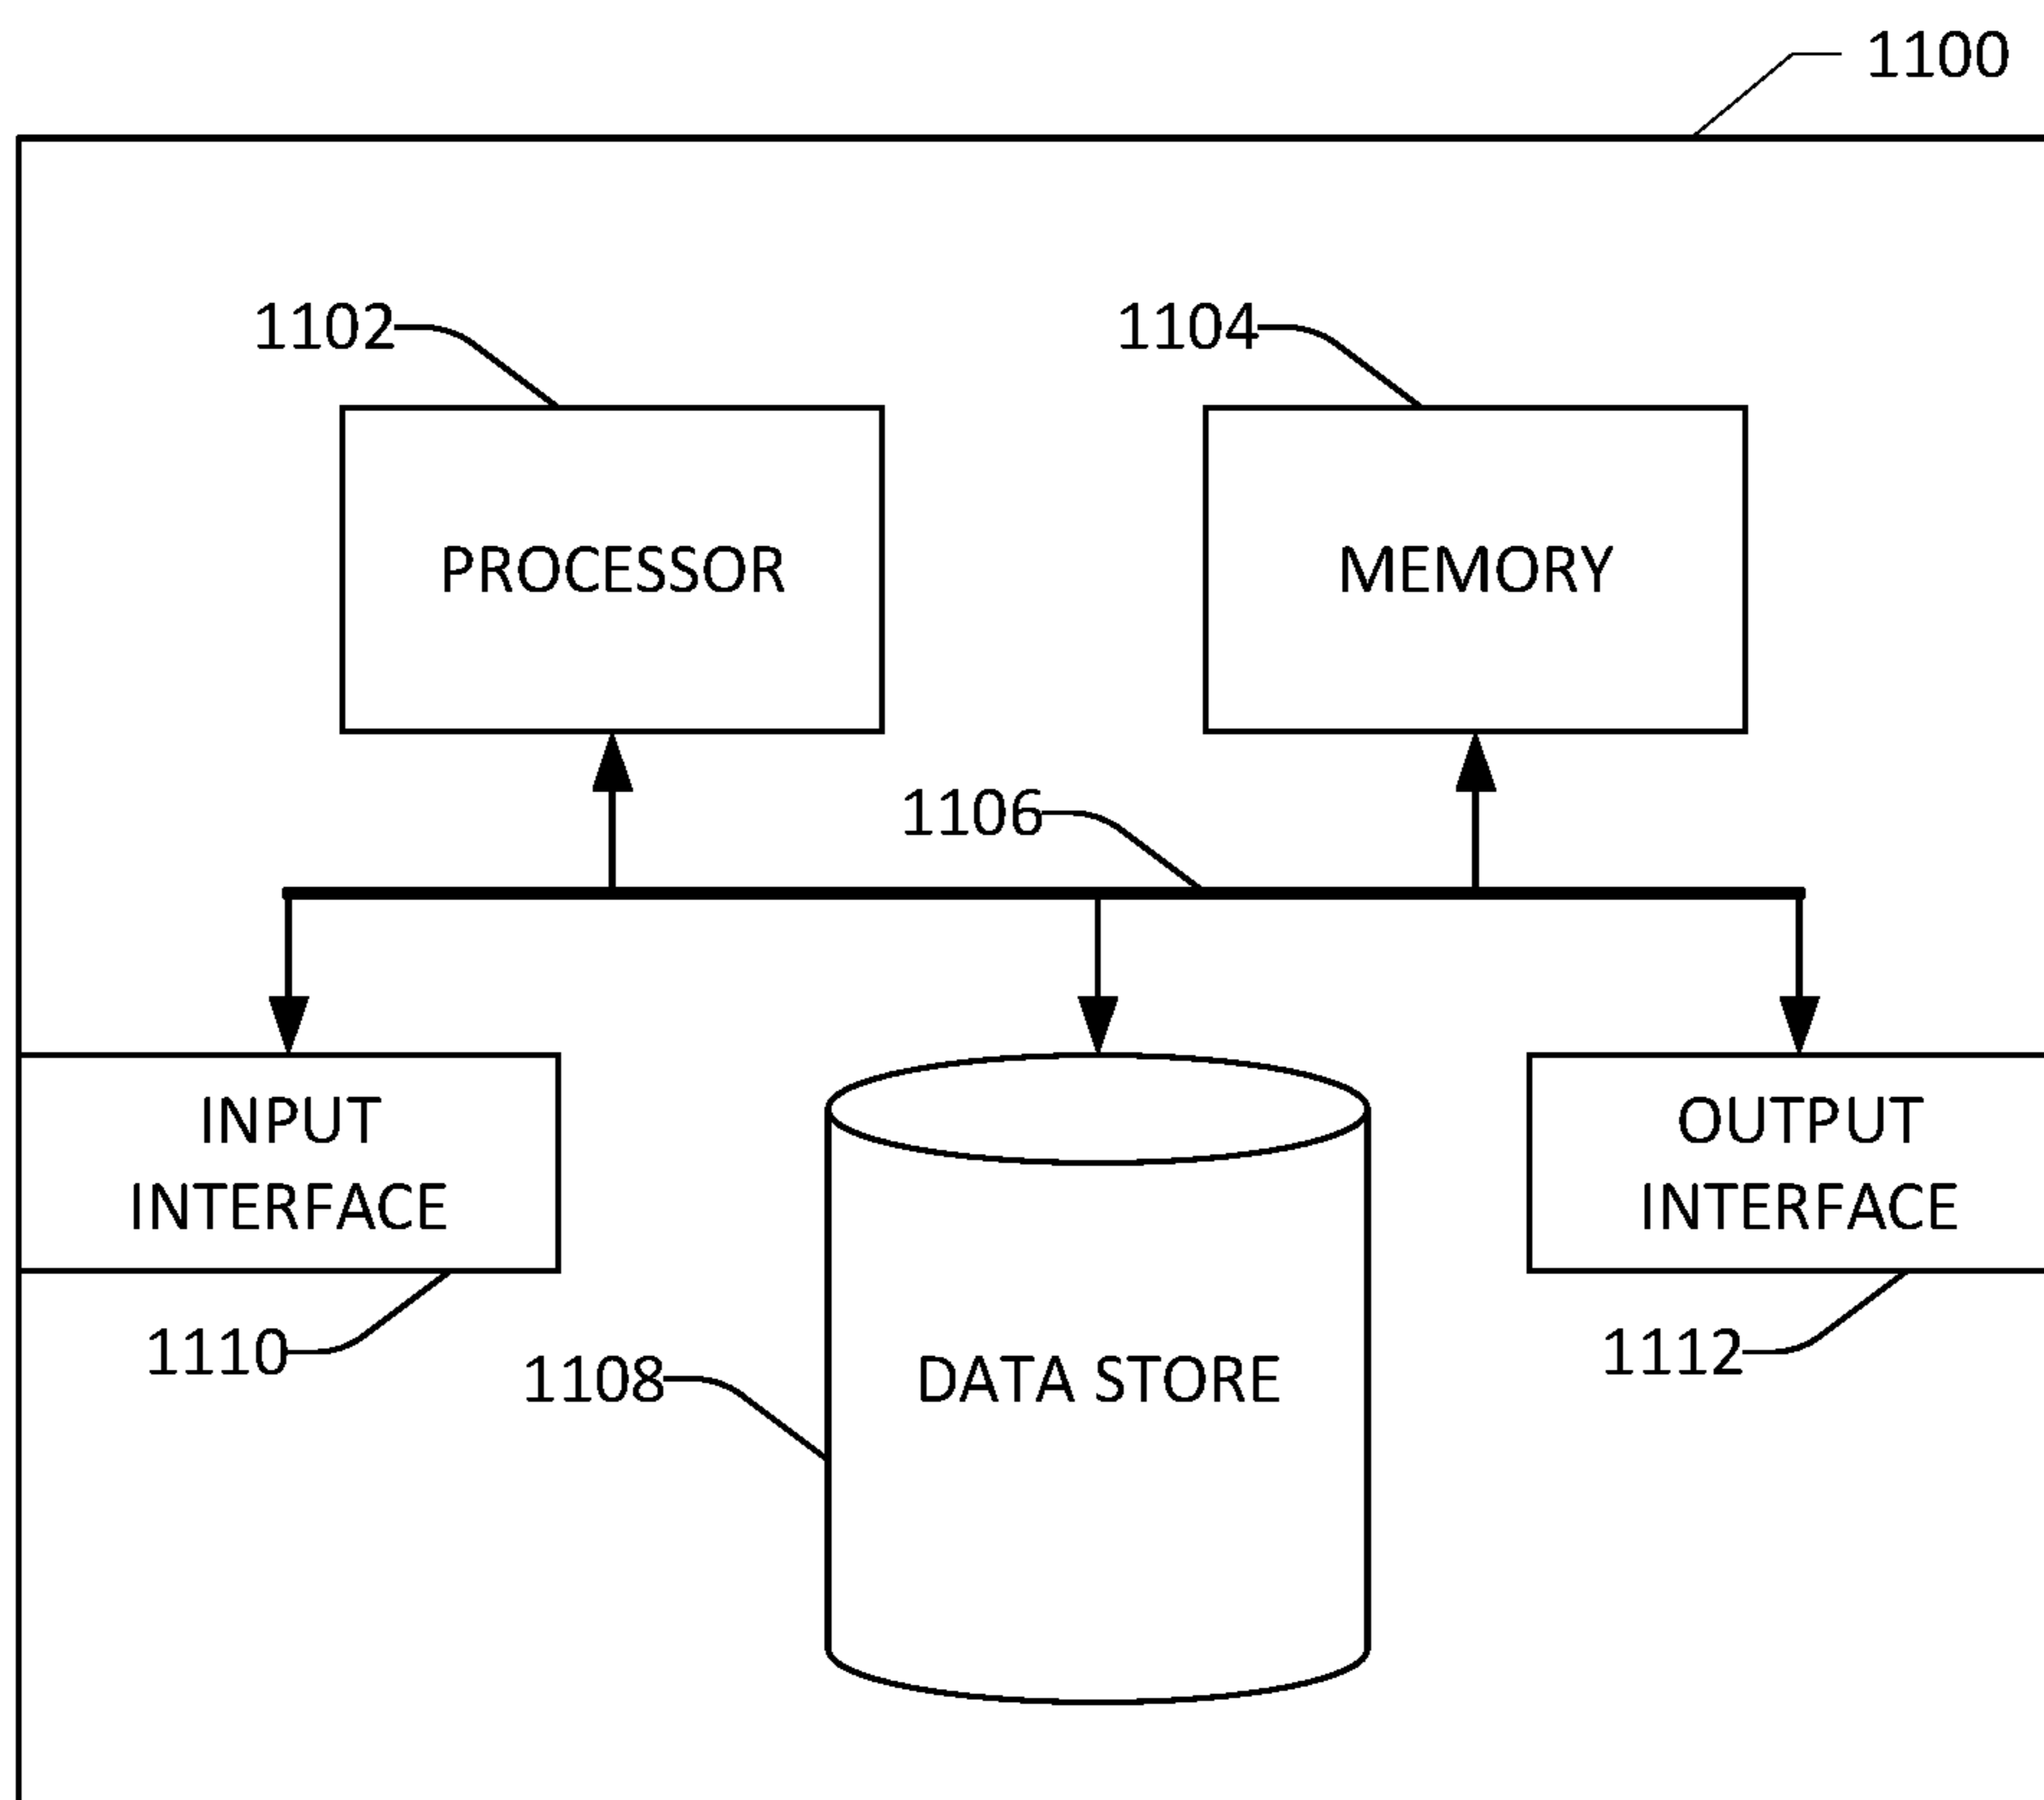 1100
1102
1104
PROCESSOR
MEMORY
1106
INPUT
INTERFACE
OUTPUT
INTERFACE
1110
1108
DATA STORE
1112